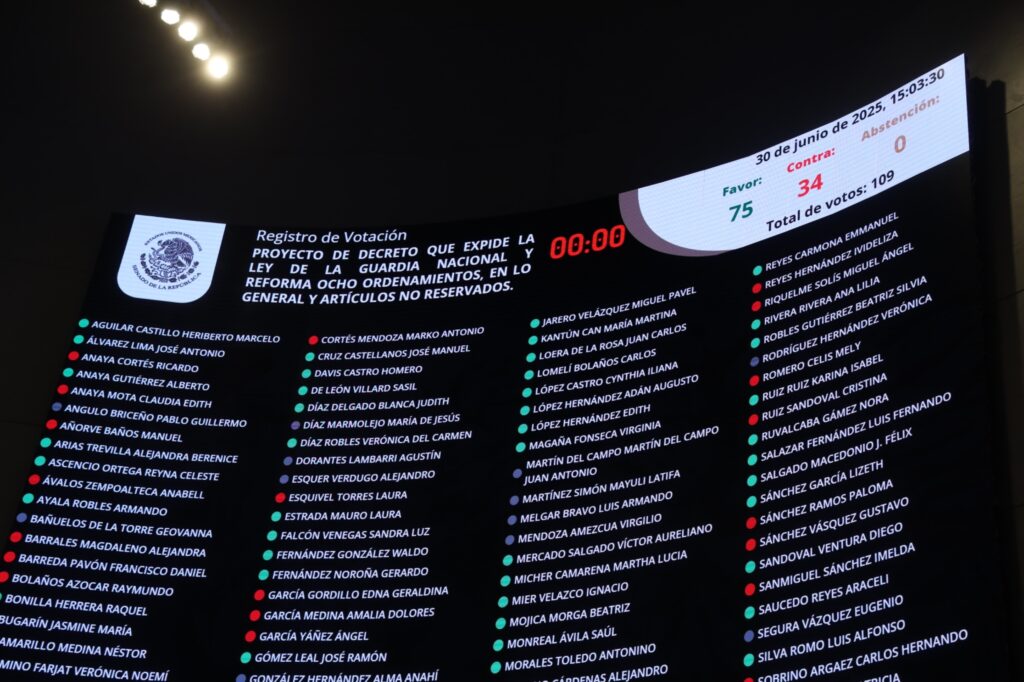 30 de junio de 2025, 15:03:30
Favor:
Contra:
Abstención:
75
34
0
Total de votos: 109
ESTADOS UNIDOS MEXICANOS
SENADO DE LA REPÚBLICA
Registro de Votación
PROYECTO DE DECRETO QUE EXPIDE LA
LEY DE LA GUARDIA NACIONAL Y
REFORMA OCHO ORDENAMIENTOS, EN LO
GENERAL Y ARTÍCULOS NO RESERVADOS.
00:00
AGUILAR CASTILLO HERIBERTO MARCELO
ÁLVAREZ LIMA JOSÉ ANTONIO
ANAYA CORTÉS RICARDO
ANAYA GUTIÉRREZ ALBERTO
ANAYA MOTA CLAUDIA EDITH
ANGULO BRICEÑO PABLO GUILLERMO
AÑORVE BAÑOS MANUEL
ARIAS TREVILLA ALEJANDRA BERENICE
ASCENCIO ORTEGA REYNA CELESTE
ÁVALOS ZEMPOALTECA ANABELL
AYALA ROBLES ARMANDO
BAÑUELOS DE LA TORRE GEOVANNA
BARRALES MAGDALENO ALEJANDRA
BARREDA PAVÓN FRANCISCO DANIEL
BOLAÑOS AZOCAR RAYMUNDO
BONILLA HERRERA RAQUEL
BUGARÍN JASMINE MARÍA
CAMARILLO MEDINA NÉSTOR
MINO FARJAT VERÓNICA NOEMÍ
CORTÉS MENDOZA MARKO ANTONIO
CRUZ CASTELLANOS JOSÉ MANUEL
DAVIS CASTRO HOMERO
DE LEÓN VILLARD SASIL
DÍAZ DELGADO BLANCA JUDITH
DÍAZ MARMOLEJO MARÍA DE JESÚS
DÍAZ ROBLES VERÓNICA DEL CARMEN
DORANTES LAMBARRI AGUSTÍN
ESQUER VERDUGO ALEJANDRO
ESQUIVEL TORRES LAURA
ESTRADA MAURO LAURA
FALCÓN VENEGAS SANDRA LUZ
FERNÁNDEZ GONZÁLEZ WALDO
FERNÁNDEZ NOROÑA GERARDO
GARCÍA GORDILLO EDNA GERALDINA
GARCÍA MEDINA AMALIA DOLORES
GARCÍA YÁÑEZ ÁNGEL
GÓMEZ LEAL JOSÉ RAMÓN
GONZÁLEZ HERNÁNDEZ ALMA ANAHÍ
JARERO VELÁZQUEZ MIGUEL PAVEL
KANTÚN CAN MARÍA MARTINA
LOERA DE LA ROSA JUAN CARLOS
LOMELÍ BOLAÑOS CARLOS
LÓPEZ CASTRO CYNTHIA ILIANA
LÓPEZ HERNÁNDEZ ADÁN AUGUSTO
LÓPEZ HERNÁNDEZ EDITH
MAGAÑA FONSECA VIRGINIA
MARTÍN DEL CAMPO MARTÍN DEL CAMPO
JUAN ANTONIO
MARTÍNEZ SIMÓN MAYULI LATIFA
MELGAR BRAVO LUIS ARMANDO
MENDOZA AMEZCUA VIRGILIO
MERCADO SALGADO VÍCTOR AURELIANO
MICHER CAMARENA MARTHA LUCIA
MIER VELAZCO IGNACIO
MOJICA MORGA BEATRIZ
MONREAL ÁVILA SAÚL
MORALES TOLEDO ANTONINO
CÁRDENAS ALEJANDRO
REYES CARMONA EMMANUEL
REYES HERNÁNDEZ IVIDELIZA
RIQUELME SOLÍS MIGUEL ÁNGEL
RIVERA RIVERA ANA LILIA
ROBLES GUTIÉRREZ BEATRIZ SILVIA
RODRÍGUEZ HERNÁNDEZ VERÓNICA
ROMERO CELIS MELY
RUIZ RUIZ KARINA ISABEL
RUIZ SANDOVAL CRISTINA
RUVALCABA GÁMEZ NORA
SALAZAR FERNÁNDEZ LUIS FERNANDO
SALGADO MACEDONIO J. FÉLIX
SÁNCHEZ GARCÍA LIZETH
SÁNCHEZ RAMOS PALOMA
SÁNCHEZ VÁSQUEZ GUSTAVO
SANDOVAL VENTURA DIEGO
SANMIGUEL SÁNCHEZ IMELDA
SAUCEDO REYES ARACELI
SEGURA VÁZQUEZ EUGENIO
SILVA ROMO LUIS ALFONSO
SOBRINO ARGAEZ CARLOS HERNANDO